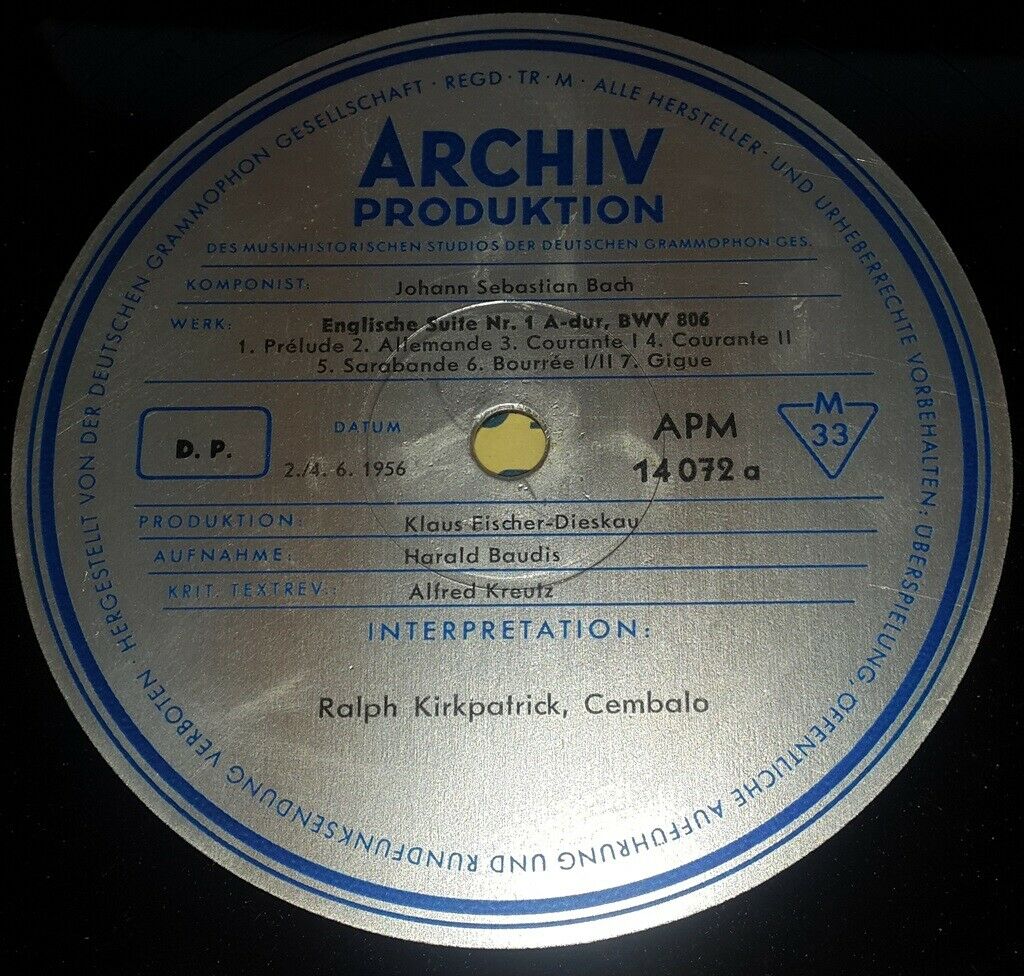 HERGESTELLT VON DER DEUTSCHEN GRAMMOPHON GESELLSCHAFT · REGD · TR · M · ALLE HERSTELLER- UND URHEBERRECHTE VORBEHALTEN; ÜBERSPIELUNG, ÖFFENTLICHE AUFFÜHRUNG UND RUNDFUNKSENDUNG VERBOTEN ·
ARCHIV
PRODUKTION
DES MUSIKHISTORISCHEN STUDIOS DER DEUTSCHEN GRAMMOPHON GES.
KOMPONIST: Johann Sebastian Bach
WERK: Englische Suite Nr. 1 A-dur, BWV 806
1. Prélude 2. Allemande 3. Courante I 4. Courante II
5. Sarabande 6. Bourrée I/II 7. Gigue
D. P.
DATUM
2./4. 6. 1956
APM
14 072 a
M
33
PRODUKTION: Klaus Fischer-Dieskau
AUFNAHME: Harald Baudis
KRIT. TEXTREV.: Alfred Kreutz
INTERPRETATION:
Ralph Kirkpatrick, Cembalo